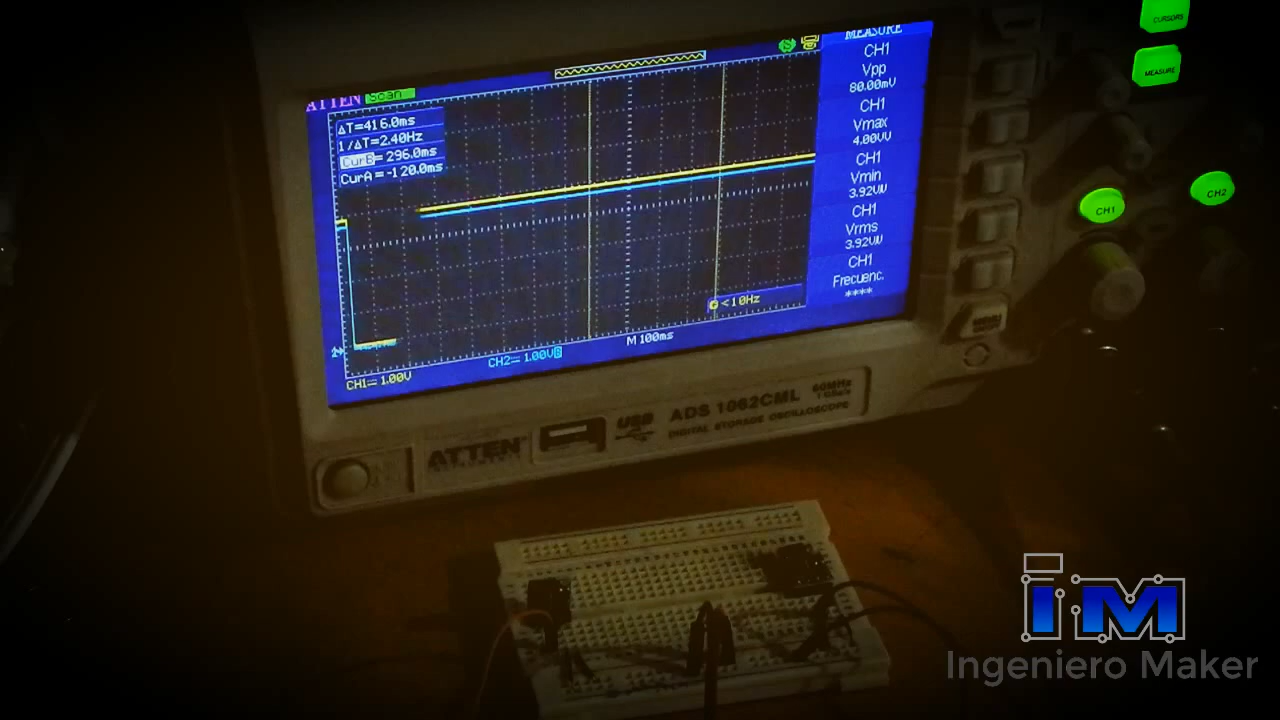 CURSORS
MEASURE
ATTEN Scan
ΔT=416.0ms
1/ΔT=2.40Hz
CurB= 296.0ms
CurA =-120.0ms
MEASURE
CH1
Vpp
80.00mV
CH1
Vmax
4.00V
CH1
Vmin
3.92V
CH1
Vrms
3.92V
CH1
Frecuenc.
****
<10Hz
CH1= 1.00V
CH2= 1.00V
M 100ms
CH1
CH2
ATTEN
USB
ADS 1062CML
60MHz
1GSa/s
DIGITAL STORAGE OSCILLOSCOPE
iM
Ingeniero Maker